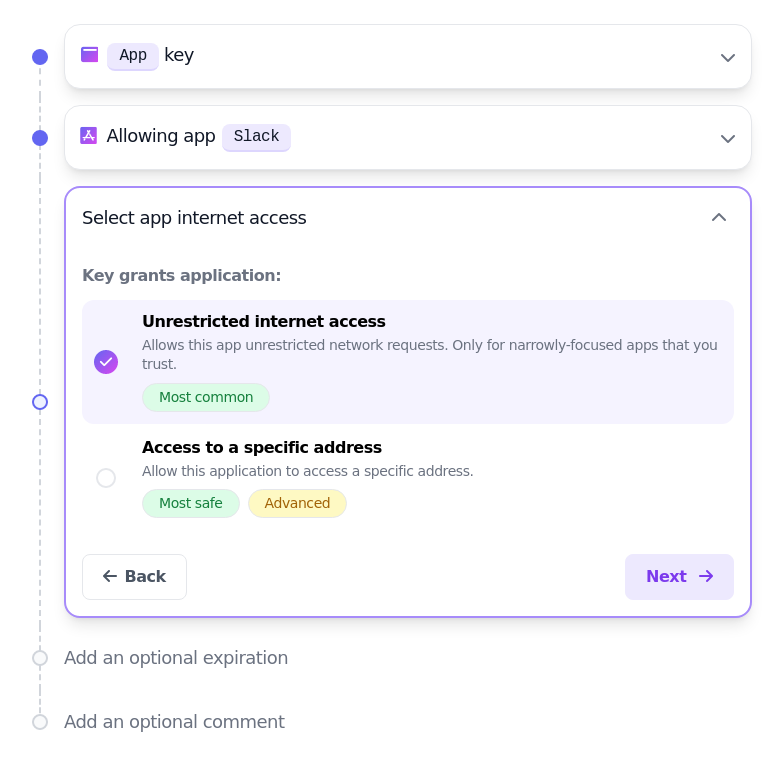 App key
Allowing app Slack
Select app internet access
Key grants application:
Unrestricted internet access
Allows this app unrestricted network requests. Only for narrowly-focused apps that you
trust.
Most common
Access to a specific address
Allow this application to access a specific address.
Most safe Advanced
Back Next
Add an optional expiration
Add an optional comment